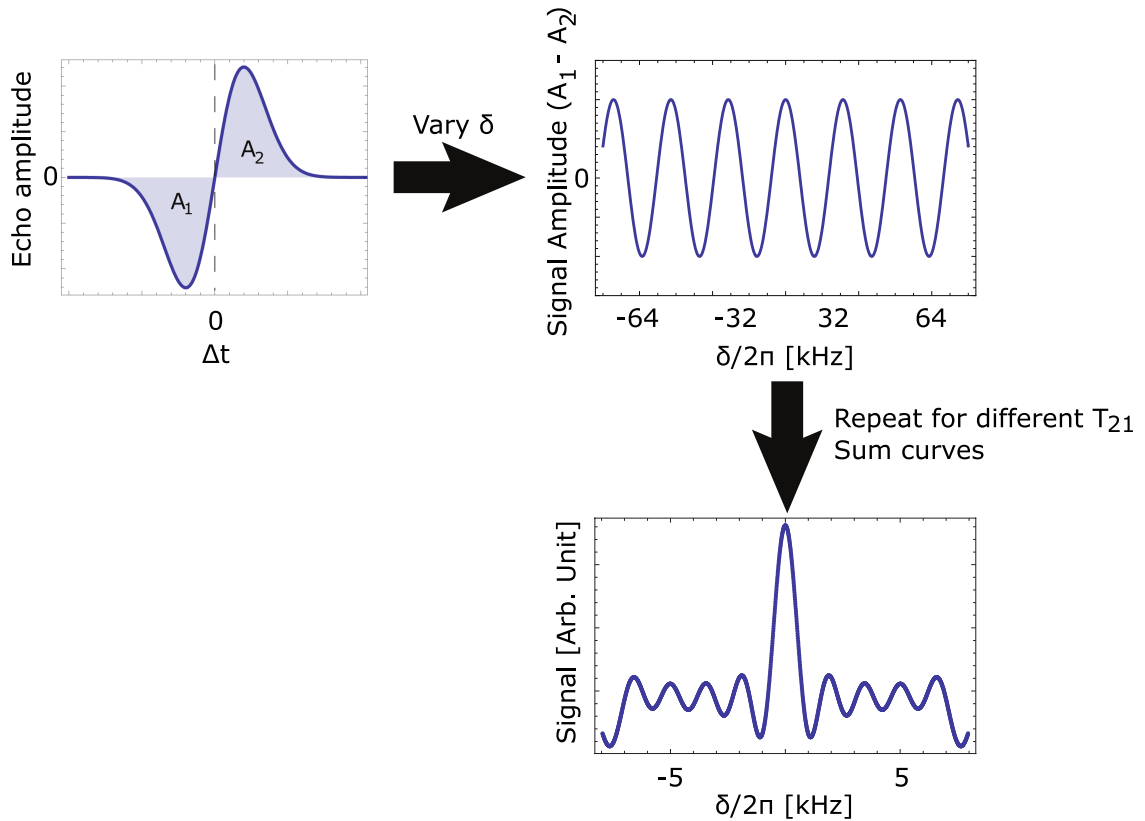 Echo amplitude
0
A1
A2
0
Δt
Vary δ
Signal Amplitude (A1 - A2)
0
-64
-32
32
64
δ/2π [kHz]
Repeat for different T21
Sum curves
Signal [Arb. Unit]
-5
5
δ/2π [kHz]